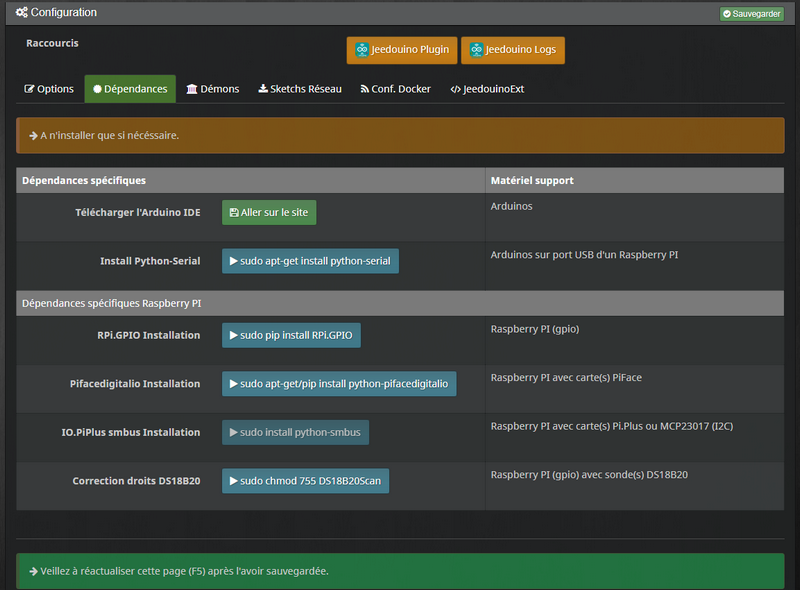 Configuration
Sauvegarder
Raccourcis
Jeedouino Plugin
Jeedouino Logs
Options
Dépendances
Démons
Sketchs Réseau
Conf. Docker
JeedouinoExt
A n'installer que si nécéssaire.
Dépendances spécifiques
Matériel support
Télécharger l'Arduino IDE
Aller sur le site
Arduinos
Install Python-Serial
sudo apt-get install python-serial
Arduinos sur port USB d'un Raspberry PI
Dépendances spécifiques Raspberry PI
RPi.GPIO Installation
sudo pip install RPi.GPIO
Raspberry PI (gpio)
Pifacedigitalio Installation
sudo apt-get/pip install python-pifacedigitalio
Raspberry PI avec carte(s) PiFace
IO.PiPlus smbus Installation
sudo install python-smbus
Raspberry PI avec carte(s) Pi.Plus ou MCP23017 (I2C)
Correction droits DS18B20
sudo chmod 755 DS18B20Scan
Raspberry PI (gpio) avec sonde(s) DS18B20
Veillez à réactualiser cette page (F5) après l'avoir sauvegardée.